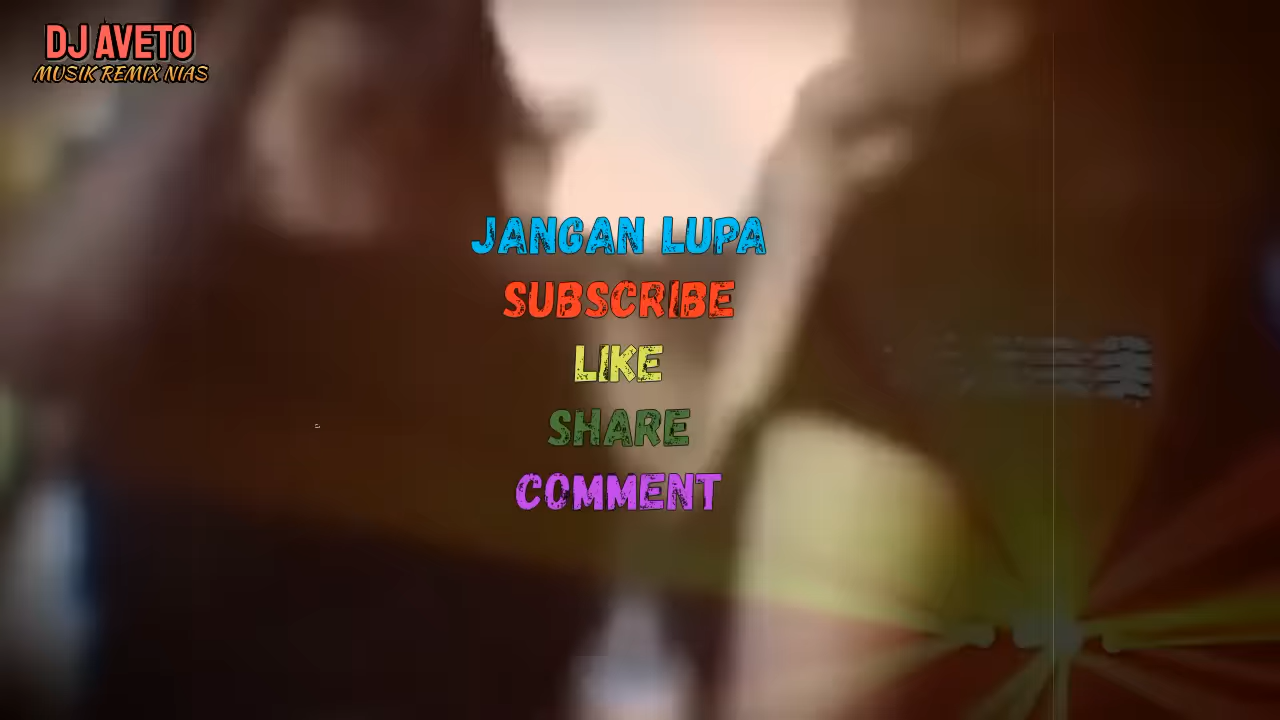 DJ AVETO
MUSIK REMIX NIAS
JANGAN LUPA
SUBSCRIBE
LIKE
SHARE
COMMENT